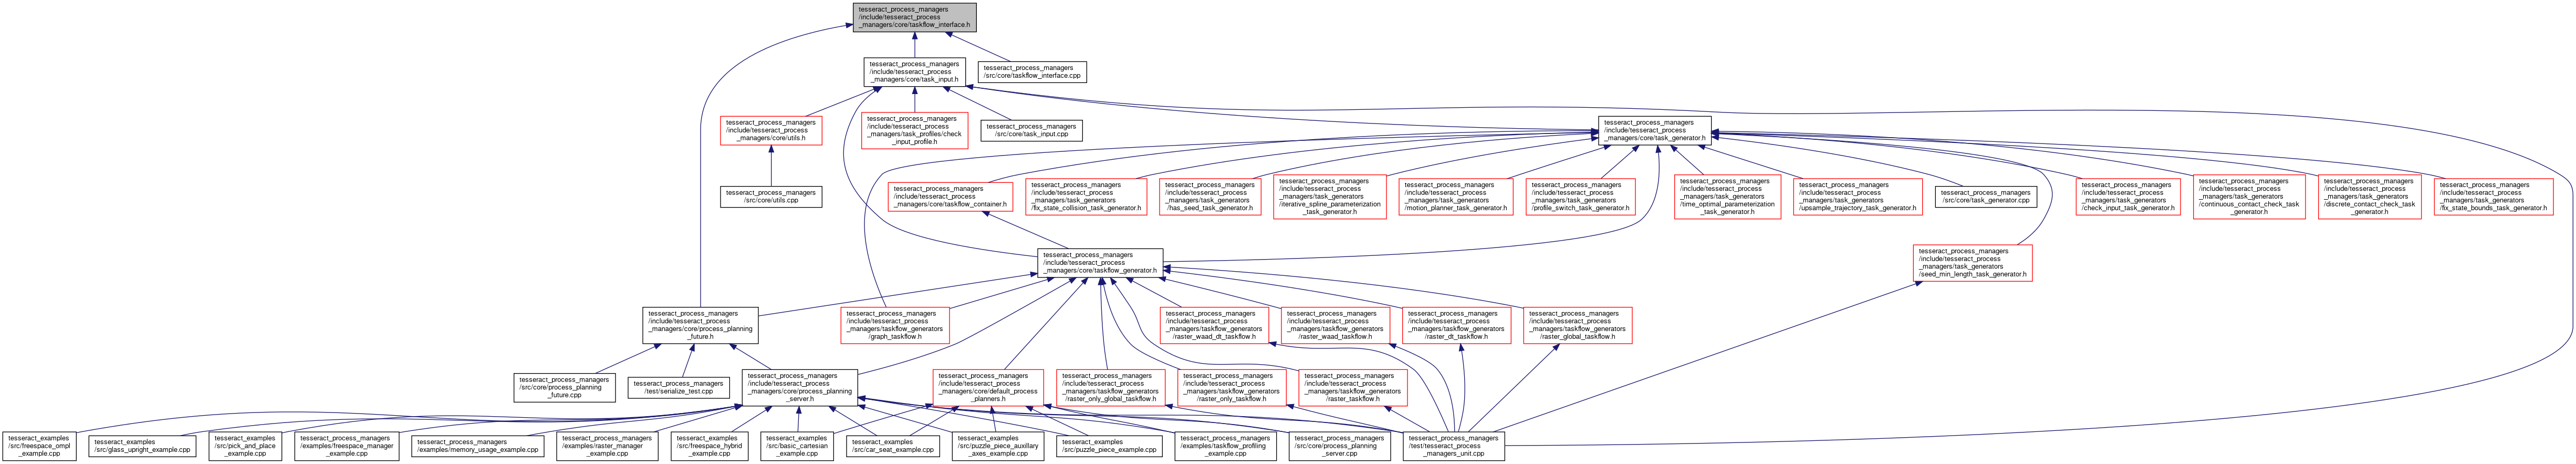 tesseract_process_managers
/include/tesseract_process
_managers/core/taskflow_interface.h
tesseract_process_managers
/include/tesseract_process
_managers/core/task_input.h
tesseract_process_managers
/src/core/taskflow_interface.cpp
tesseract_process_managers
/include/tesseract_process
_managers/core/utils.h
tesseract_process_managers
/include/tesseract_process
_managers/task_profiles/check
_input_profile.h
tesseract_process_managers
/src/core/task_input.cpp
tesseract_process_managers
/include/tesseract_process
_managers/core/task_generator.h
tesseract_process_managers
/src/core/utils.cpp
tesseract_process_managers
/include/tesseract_process
_managers/core/taskflow_container.h
tesseract_process_managers
/include/tesseract_process
_managers/task_generators
/fix_state_collision_task_generator.h
tesseract_process_managers
/include/tesseract_process
_managers/task_generators
/has_seed_task_generator.h
tesseract_process_managers
/include/tesseract_process
_managers/task_generators
/iterative_spline_parameterization
_task_generator.h
tesseract_process_managers
/include/tesseract_process
_managers/task_generators
/motion_planner_task_generator.h
tesseract_process_managers
/include/tesseract_process
_managers/task_generators
/profile_switch_task_generator.h
tesseract_process_managers
/include/tesseract_process
_managers/task_generators
/time_optimal_parameterization
_task_generator.h
tesseract_process_managers
/include/tesseract_process
_managers/task_generators
/upsample_trajectory_task_generator.h
tesseract_process_managers
/src/core/task_generator.cpp
tesseract_process_managers
/include/tesseract_process
_managers/task_generators
/check_input_task_generator.h
tesseract_process_managers
/include/tesseract_process
_managers/task_generators
/continuous_contact_check_task
_generator.h
tesseract_process_managers
/include/tesseract_process
_managers/task_generators
/discrete_contact_check_task
_generator.h
tesseract_process_managers
/include/tesseract_process
_managers/task_generators
/fix_state_bounds_task_generator.h
tesseract_process_managers
/include/tesseract_process
_managers/core/taskflow_generator.h
tesseract_process_managers
/include/tesseract_process
_managers/task_generators
/seed_min_length_task_generator.h
tesseract_process_managers
/include/tesseract_process
_managers/core/process_planning
_future.h
tesseract_process_managers
/include/tesseract_process
_managers/taskflow_generators
/graph_taskflow.h
tesseract_process_managers
/include/tesseract_process
_managers/taskflow_generators
/raster_waad_dt_taskflow.h
tesseract_process_managers
/include/tesseract_process
_managers/taskflow_generators
/raster_waad_taskflow.h
tesseract_process_managers
/include/tesseract_process
_managers/taskflow_generators
/raster_dt_taskflow.h
tesseract_process_managers
/include/tesseract_process
_managers/taskflow_generators
/raster_global_taskflow.h
tesseract_process_managers
/src/core/process_planning
_future.cpp
tesseract_process_managers
/test/serialize_test.cpp
tesseract_process_managers
/include/tesseract_process
_managers/core/process_planning
_server.h
tesseract_process_managers
/include/tesseract_process
_managers/core/default_process
_planners.h
tesseract_process_managers
/include/tesseract_process
_managers/taskflow_generators
/raster_only_global_taskflow.h
tesseract_process_managers
/include/tesseract_process
_managers/taskflow_generators
/raster_only_taskflow.h
tesseract_process_managers
/include/tesseract_process
_managers/taskflow_generators
/raster_taskflow.h
tesseract_examples
/src/freespace_ompl
_example.cpp
tesseract_examples
/src/glass_upright_example.cpp
tesseract_examples
/src/pick_and_place
_example.cpp
tesseract_process_managers
/examples/freespace_manager
_example.cpp
tesseract_process_managers
/examples/memory_usage_example.cpp
tesseract_process_managers
/examples/raster_manager
_example.cpp
tesseract_examples
/src/freespace_hybrid
_example.cpp
tesseract_examples
/src/basic_cartesian
_example.cpp
tesseract_examples
/src/car_seat_example.cpp
tesseract_examples
/src/puzzle_piece_auxillary
_axes_example.cpp
tesseract_examples
/src/puzzle_piece_example.cpp
tesseract_process_managers
/examples/taskflow_profiling
_example.cpp
tesseract_process_managers
/src/core/process_planning
_server.cpp
tesseract_process_managers
/test/tesseract_process
_managers_unit.cpp